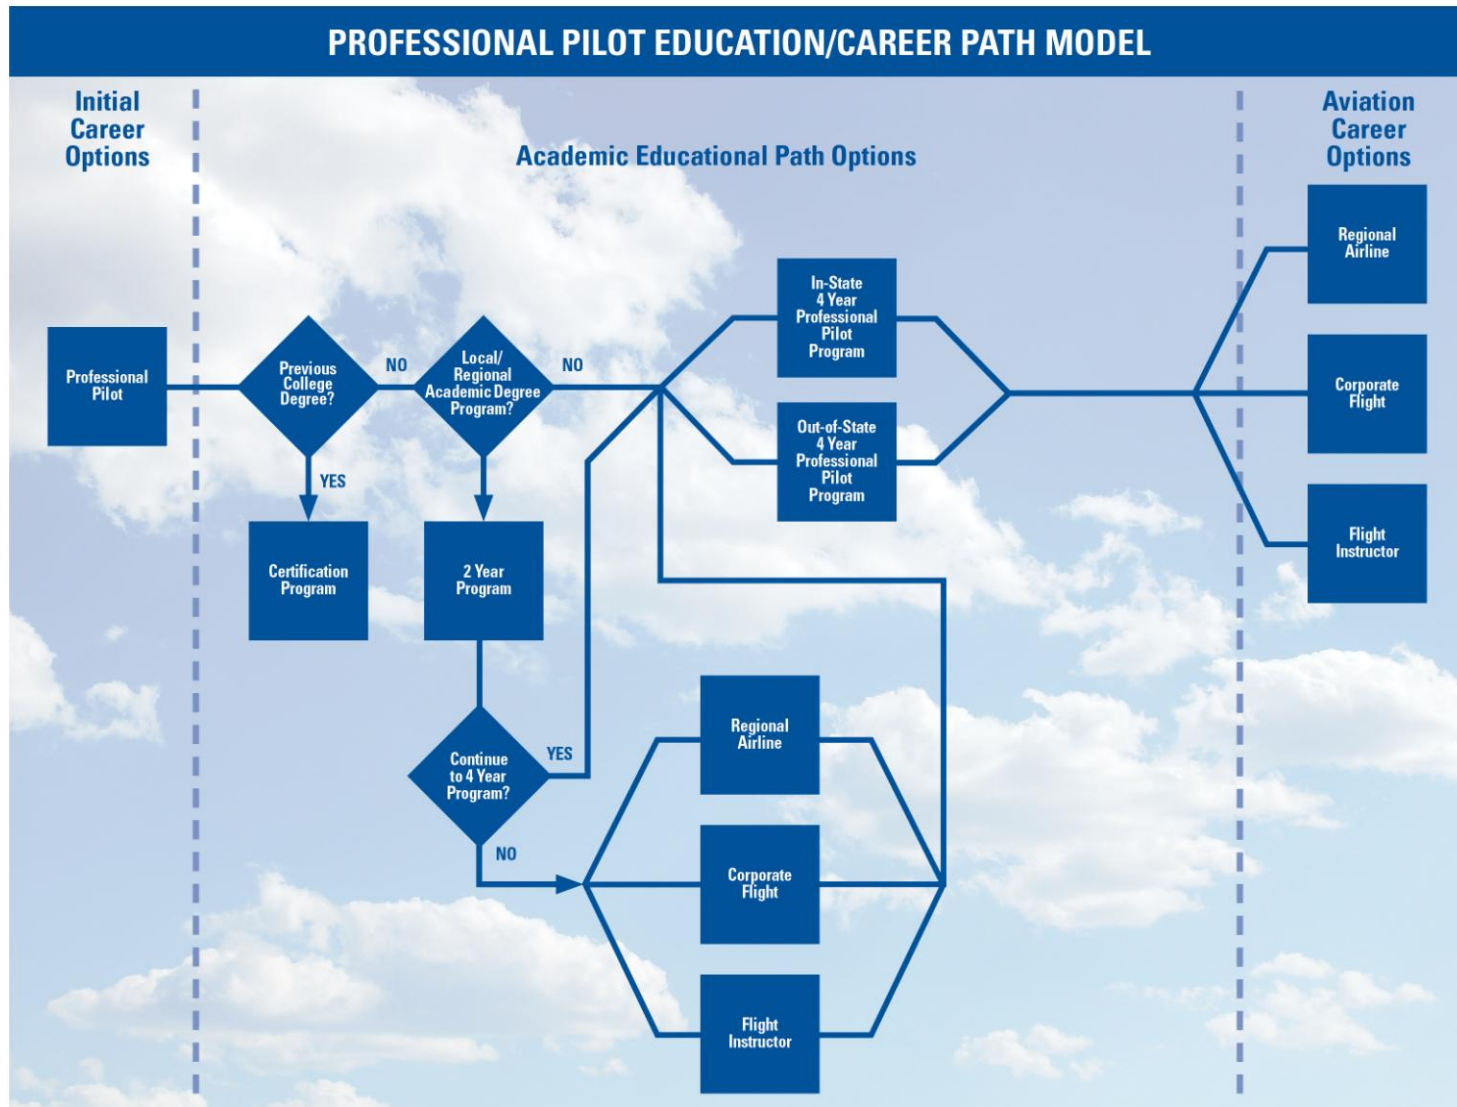 PROFESSIONAL PILOT EDUCATION/CAREER PATH MODEL
Initial
Career
Options
Academic Educational Path Options
Aviation
Career
Options
Professional
Pilot
Previous
College
Degree?
NO
YES
Certification
Program
Local/
Regional
Academic Degree
Program?
NO
2 Year
Program
Continue
to 4 Year
Program?
YES
NO
In-State
4 Year
Professional
Pilot
Program
Out-of-State
4 Year
Professional
Pilot
Program
Regional
Airline
Corporate
Flight
Flight
Instructor
Regional
Airline
Corporate
Flight
Flight
Instructor